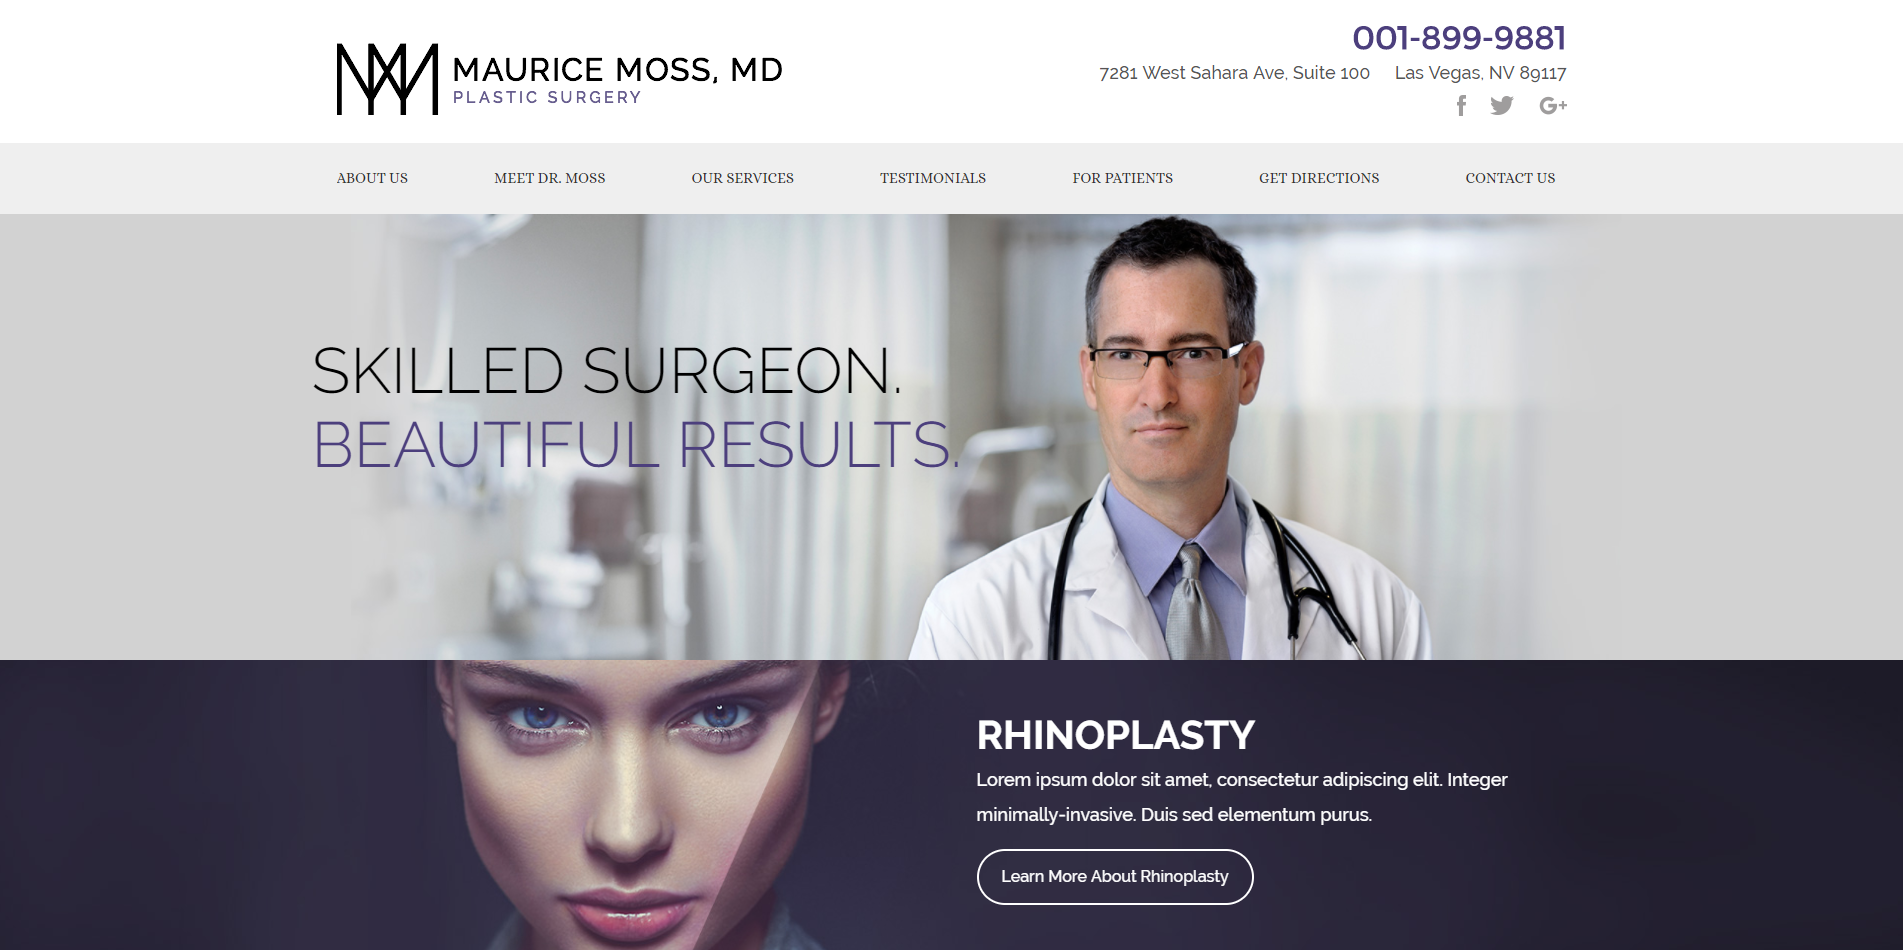 MAURICE MOSS, MD
PLASTIC SURGERY
001-899-9881
7281 West Sahara Ave, Suite 100 Las Vegas, NV 89117
ABOUT US
MEET DR. MOSS
OUR SERVICES
TESTIMONIALS
FOR PATIENTS
GET DIRECTIONS
CONTACT US
SKILLED SURGEON.
BEAUTIFUL RESULTS.
RHINOPLASTY
Lorem ipsum dolor sit amet, consectetur adipiscing elit. Integer
minimally-invasive. Duis sed elementum purus.
Learn More About Rhinoplasty